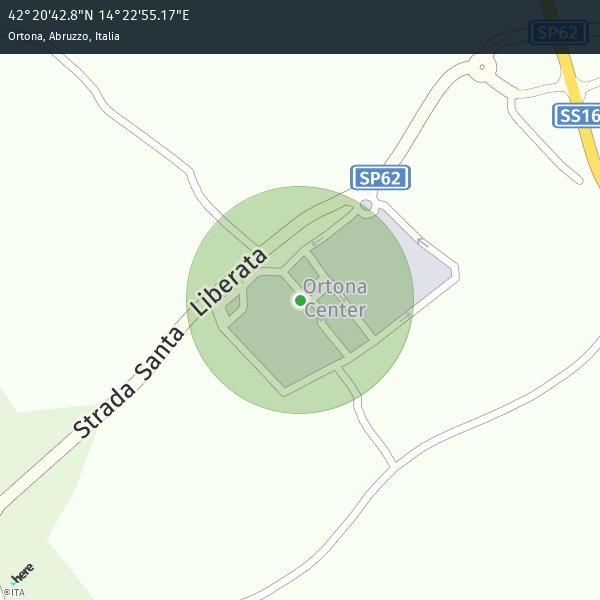 42°20'42.8"N 14°22'55.17"E
Ortona, Abruzzo, Italia
SP62
SS16
SP62
Strada Santa Liberata
Ortona
Center
here
©ITA